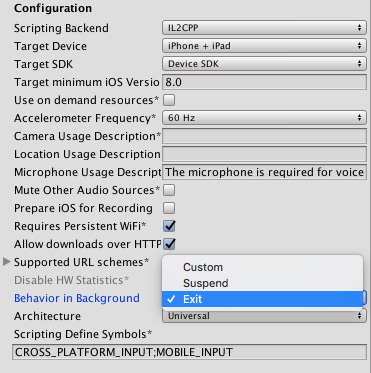 Configuration
Scripting Backend IL2CPP
Target Device iPhone + iPad
Target SDK Device SDK
Target minimum iOS Versio 8.0
Use on demand resources*
Accelerometer Frequency* 60 Hz
Camera Usage Description*
Location Usage Description
Microphone Usage Descript The microphone is required for voice
Mute Other Audio Sources*
Prepare iOS for Recording
Requires Persistent WiFi*
Allow downloads over HTTP
Supported URL schemes*
Custom
Disable HW Statistics*
Suspend
Behavior in Background
Exit
Architecture Universal
Scripting Define Symbols*
CROSS_PLATFORM_INPUT;MOBILE_INPUT